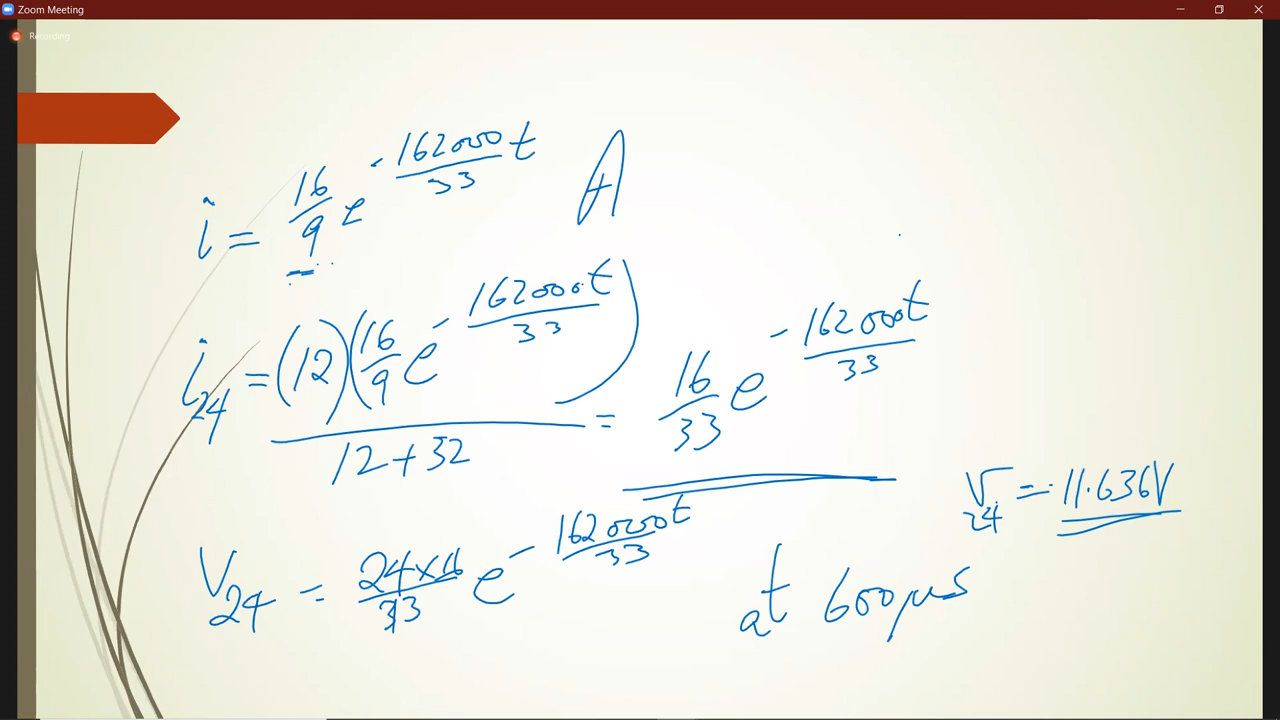 Zoom Meeting
Recording
i = 16/9 e^(-162000t/33) A
i24 = (12)(16/9 e^(-162000t/33)) / 12+32 = 16/33 e^(-162000t/33)
V24 = 24×16/33 e^(-162000t/33)
at 600μs
V24 = 11.636V